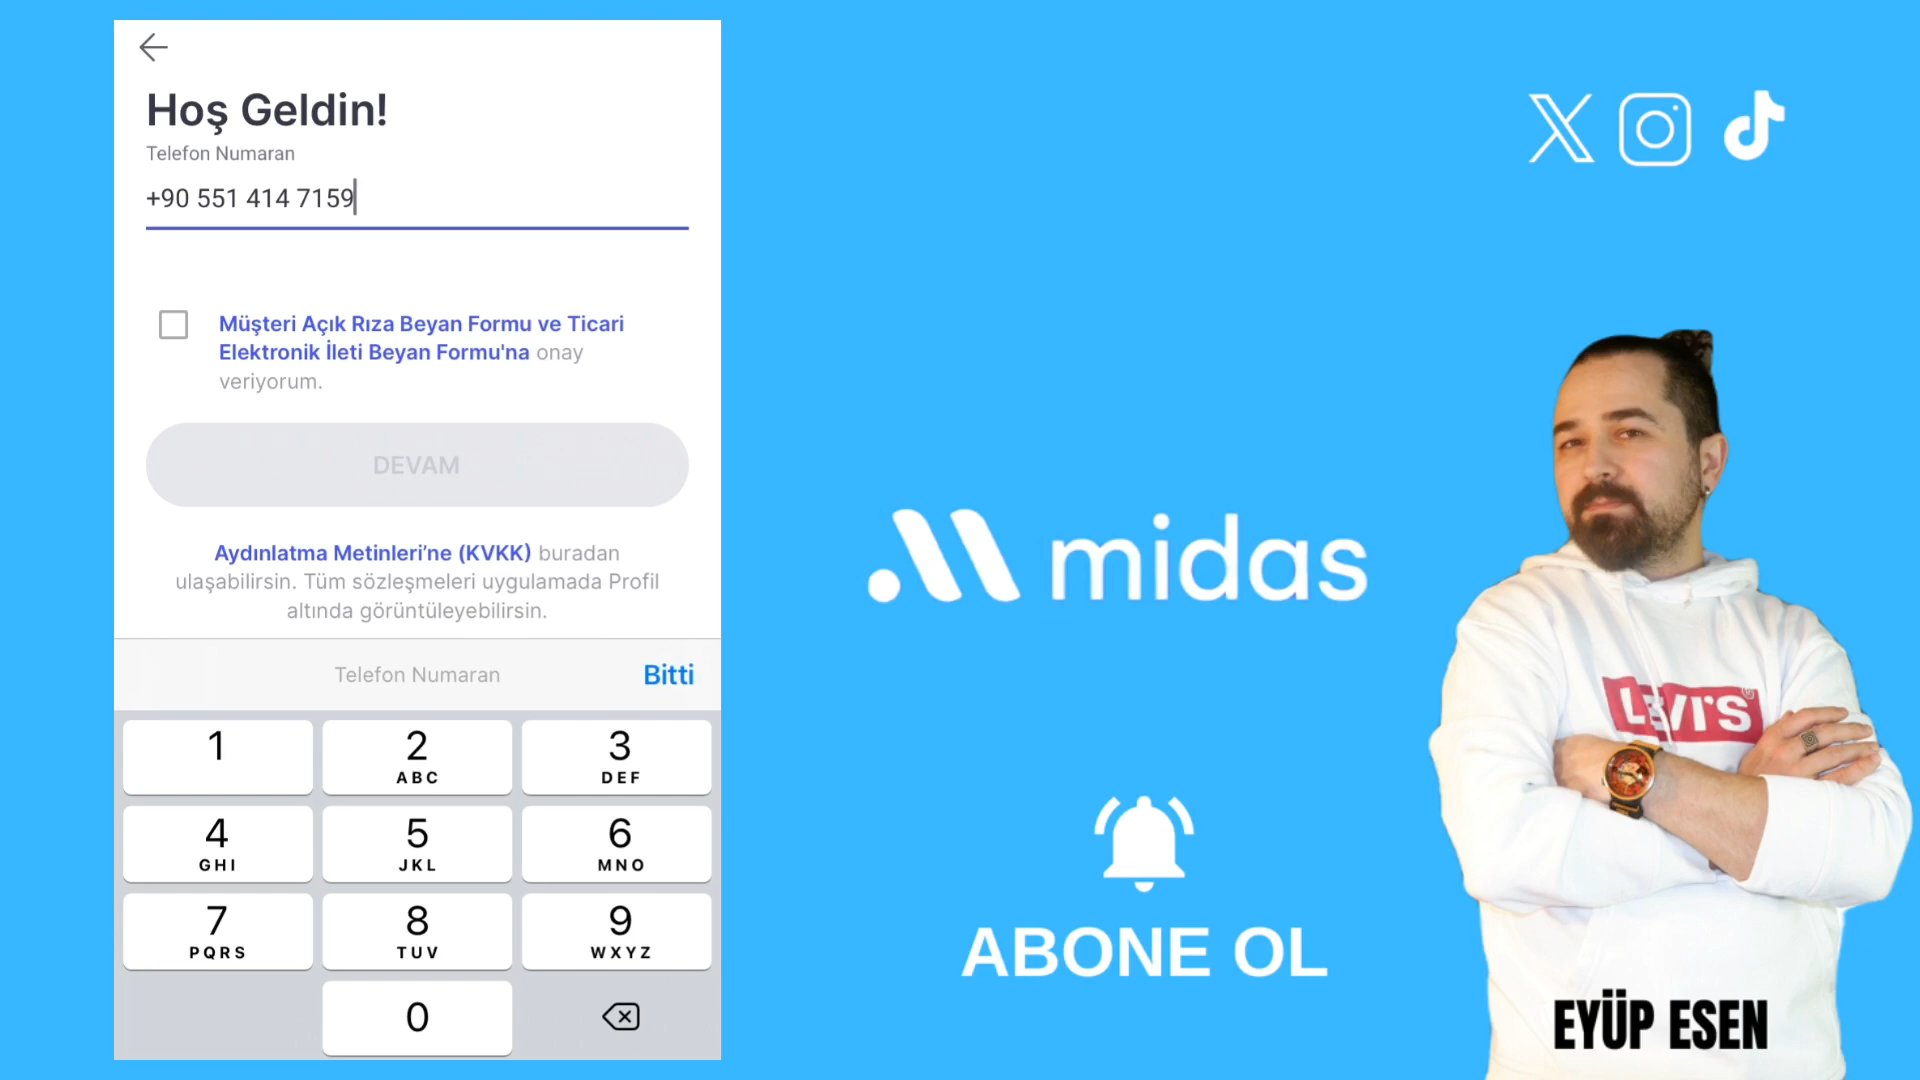 Hoş Geldin!
Telefon Numaran
+90 551 414 7159
Müşteri Açık Rıza Beyan Formu ve Ticari
Elektronik İleti Beyan Formu'na onay
veriyorum.
DEVAM
Aydınlatma Metinleri’ne (KVKK) buradan
ulaşabilirsin. Tüm sözleşmeleri uygulamada Profil
altında görüntüleyebilirsin.
Telefon Numaran Bitti
1 2 3
ABC DEF
4 5 6
GHI JKL MNO
7 8 9
PQRS TUV WXYZ
0
midas
ABONE OL
LEVI'S®
EYÜP ESEN